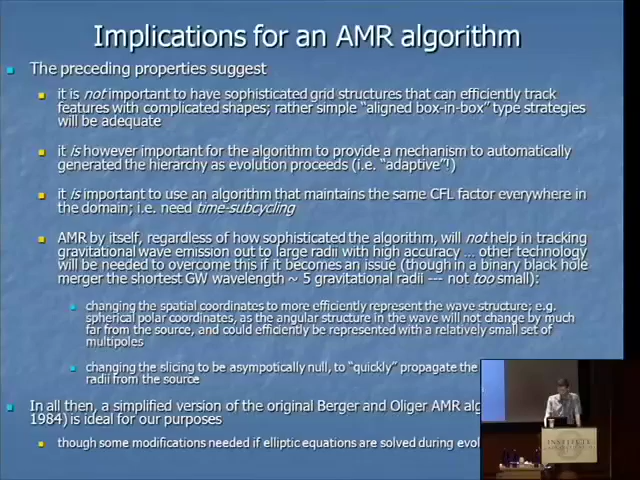 Implications for an AMR algorithm
The preceding properties suggest
it is not important to have sophisticated grid structures that can efficiently track
features with complicated shapes; rather simple “aligned box-in-box” type strategies
will be adequate
it is however important for the algorithm to provide a mechanism to automatically
generated the hierarchy as evolution proceeds (i.e. “adaptive”!)
it is important to use an algorithm that maintains the same CFL factor everywhere in
the domain; i.e. need time-subcycling
AMR by itself, regardless of how sophisticated the algorithm, will not help in tracking
gravitational wave emission out to large radii with high accuracy ... other technology
will be needed to overcome this if it becomes an issue (though in a binary black hole
merger the shortest GW wavelength ~ 5 gravitational radii --- not too small):
changing the spatial coordinates to more efficiently represent the wave structure; e.g.
spherical polar coordinates, as the angular structure in the wave will not change by much
far from the source, and could efficiently be represented with a relatively small set of
multipoles
changing the slicing to be asympotically null, to “quickly” propagate the
radii from the source
In all then, a simplified version of the original Berger and Oliger AMR alg
1984) is ideal for our purposes
though some modifications needed if elliptic equations are solved during evol
INSTITUTE